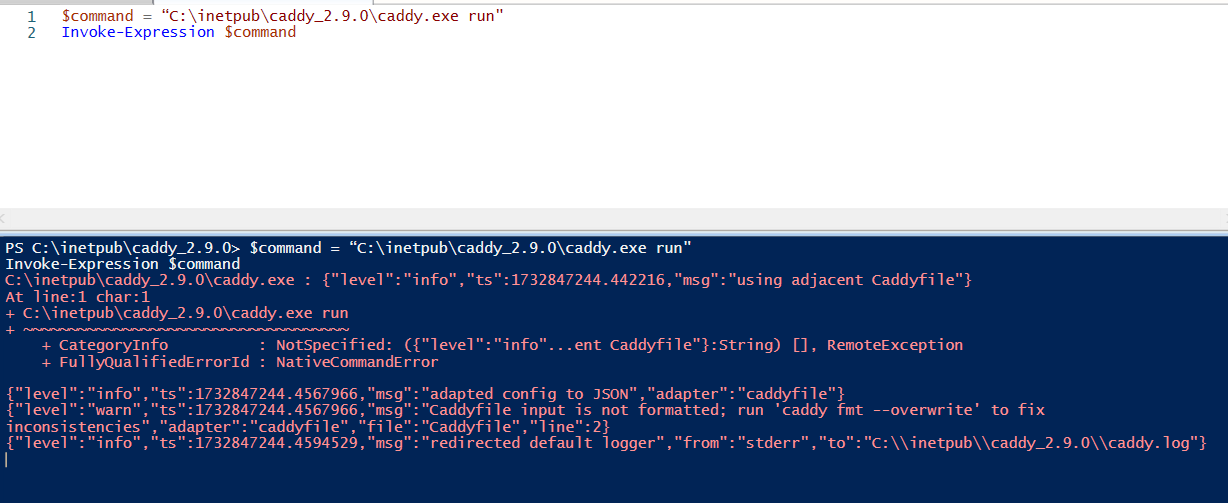 1 $command = “C:\inetpub\caddy_2.9.0\caddy.exe run"
2 Invoke-Expression $command
PS C:\inetpub\caddy_2.9.0> $command = “C:\inetpub\caddy_2.9.0\caddy.exe run"
Invoke-Expression $command
C:\inetpub\caddy_2.9.0\caddy.exe : {"level":"info","ts":1732847244.442216,"msg":"using adjacent Caddyfile"}
At line:1 char:1
+ C:\inetpub\caddy_2.9.0\caddy.exe run
+ ~~~~~~~~~~~~~~~~~~~~~~~~~~~~~~~~~~~~
    + CategoryInfo          : NotSpecified: ({"level":"info"...ent Caddyfile"}:String) [], RemoteException
    + FullyQualifiedErrorId : NativeCommandError
{"level":"info","ts":1732847244.4567966,"msg":"adapted config to JSON","adapter":"caddyfile"}
{"level":"warn","ts":1732847244.4567966,"msg":"Caddyfile input is not formatted; run 'caddy fmt --overwrite' to fix
inconsistencies","adapter":"caddyfile","file":"Caddyfile","line":2}
{"level":"info","ts":1732847244.4594529,"msg":"redirected default logger","from":"stderr","to":"C:\\inetpub\\caddy_2.9.0\\caddy.log"}